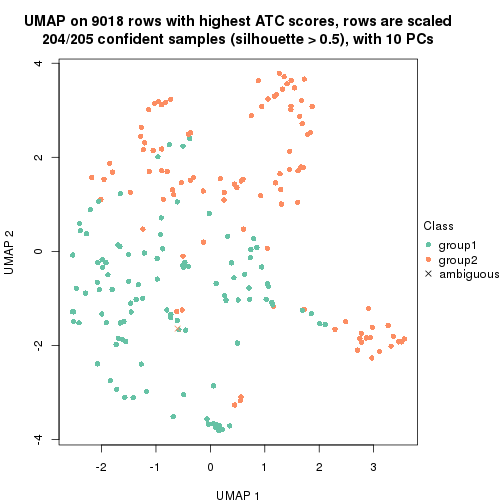 UMAP on 9018 rows with highest ATC scores, rows are scaled
204/205 confident samples (silhouette > 0.5), with 10 PCs
4
2
0
-2
-4
UMAP 2
-2
-1
0
1
2
3
UMAP 1
Class
group1
group2
ambiguous